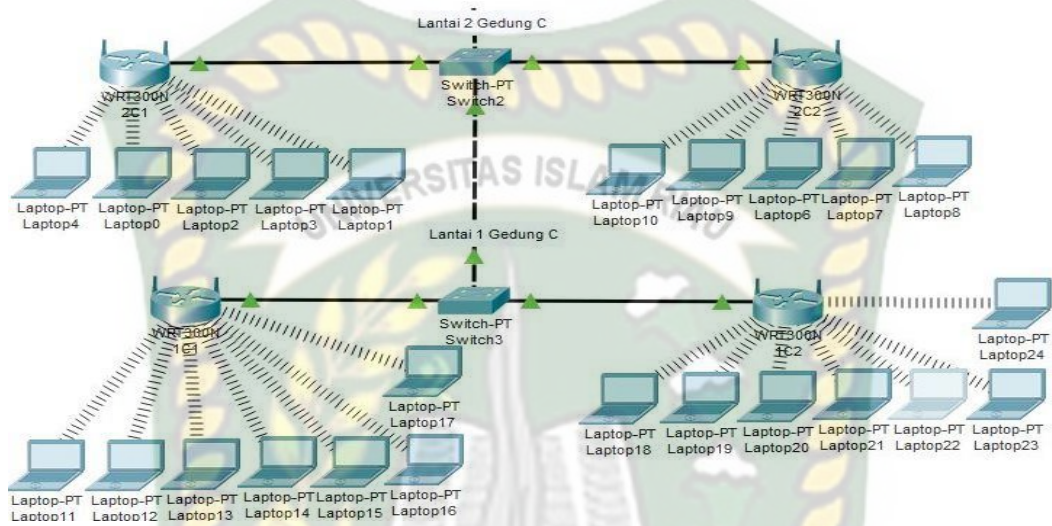 Lantai 2 Gedung C
Switch-PT
Switch2
WRT300N
2C1
WRT300N
2C2
Laptop-PT
Laptop4
Laptop-PT
Laptop0
Laptop-PT
Laptop2
Laptop-PT
Laptop3
Laptop-PT
Laptop1
Laptop-PT
Laptop10
Laptop-PT
Laptop9
Laptop-PT
Laptop6
Laptop-PT
Laptop7
Laptop-PT
Laptop8
UNIVERSITAS ISLAM RIAU
Lantai 1 Gedung C
Switch-PT
Switch3
WRT300N
1C1
WRT300N
1C2
Laptop-PT
Laptop24
Laptop-PT
Laptop17
Laptop-PT
Laptop18
Laptop-PT
Laptop19
Laptop-PT
Laptop20
Laptop-PT
Laptop21
Laptop-PT
Laptop22
Laptop-PT
Laptop23
Laptop-PT
Laptop11
Laptop-PT
Laptop12
Laptop-PT
Laptop13
Laptop-PT
Laptop14
Laptop-PT
Laptop15
Laptop-PT
Laptop16